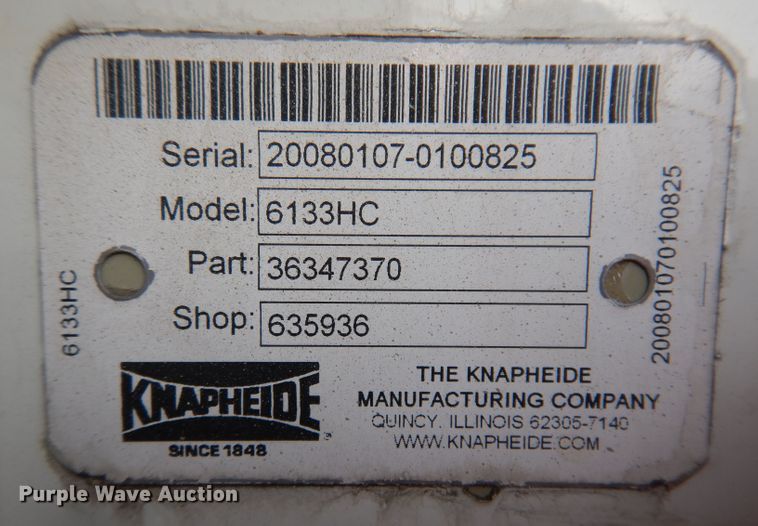 Serial: 20080107-0100825
Model: 6133HC
Part: 36347370
Shop: 635936
6133HC
200801070100825
KNAPHEIDE
SINCE 1848
THE KNAPHEIDE
MANUFACTURING COMPANY
QUINCY, ILLINOIS 62305-7140
WWW.KNAPHEIDE.COM
Purple Wave Auction